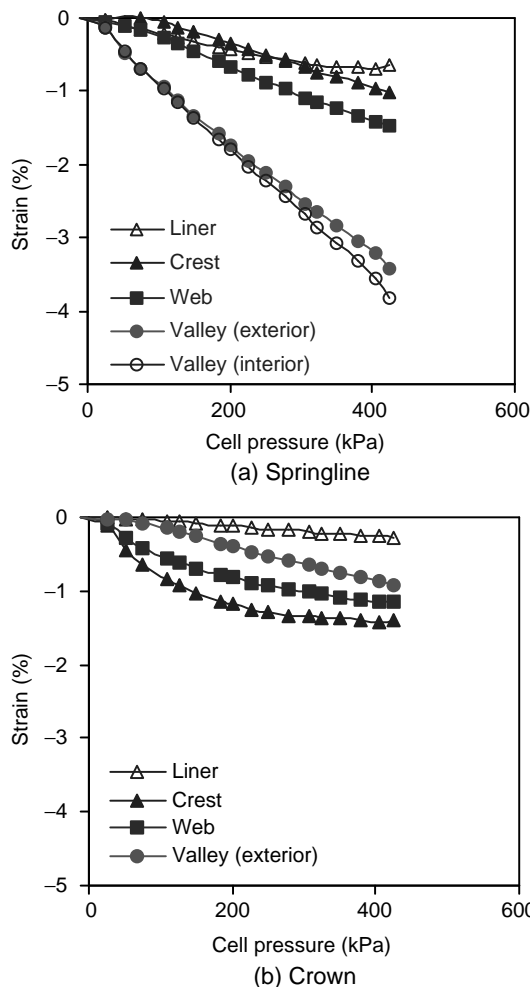 0
−1
−2
−3
−4
−5
Strain (%)
Liner
Crest
Web
Valley (exterior)
Valley (interior)
0 200 400 600
Cell pressure (kPa)
(a) Springline
0
−1
−2
−3
−4
−5
Strain (%)
Liner
Crest
Web
Valley (exterior)
0 200 400 600
Cell pressure (kPa)
(b) Crown